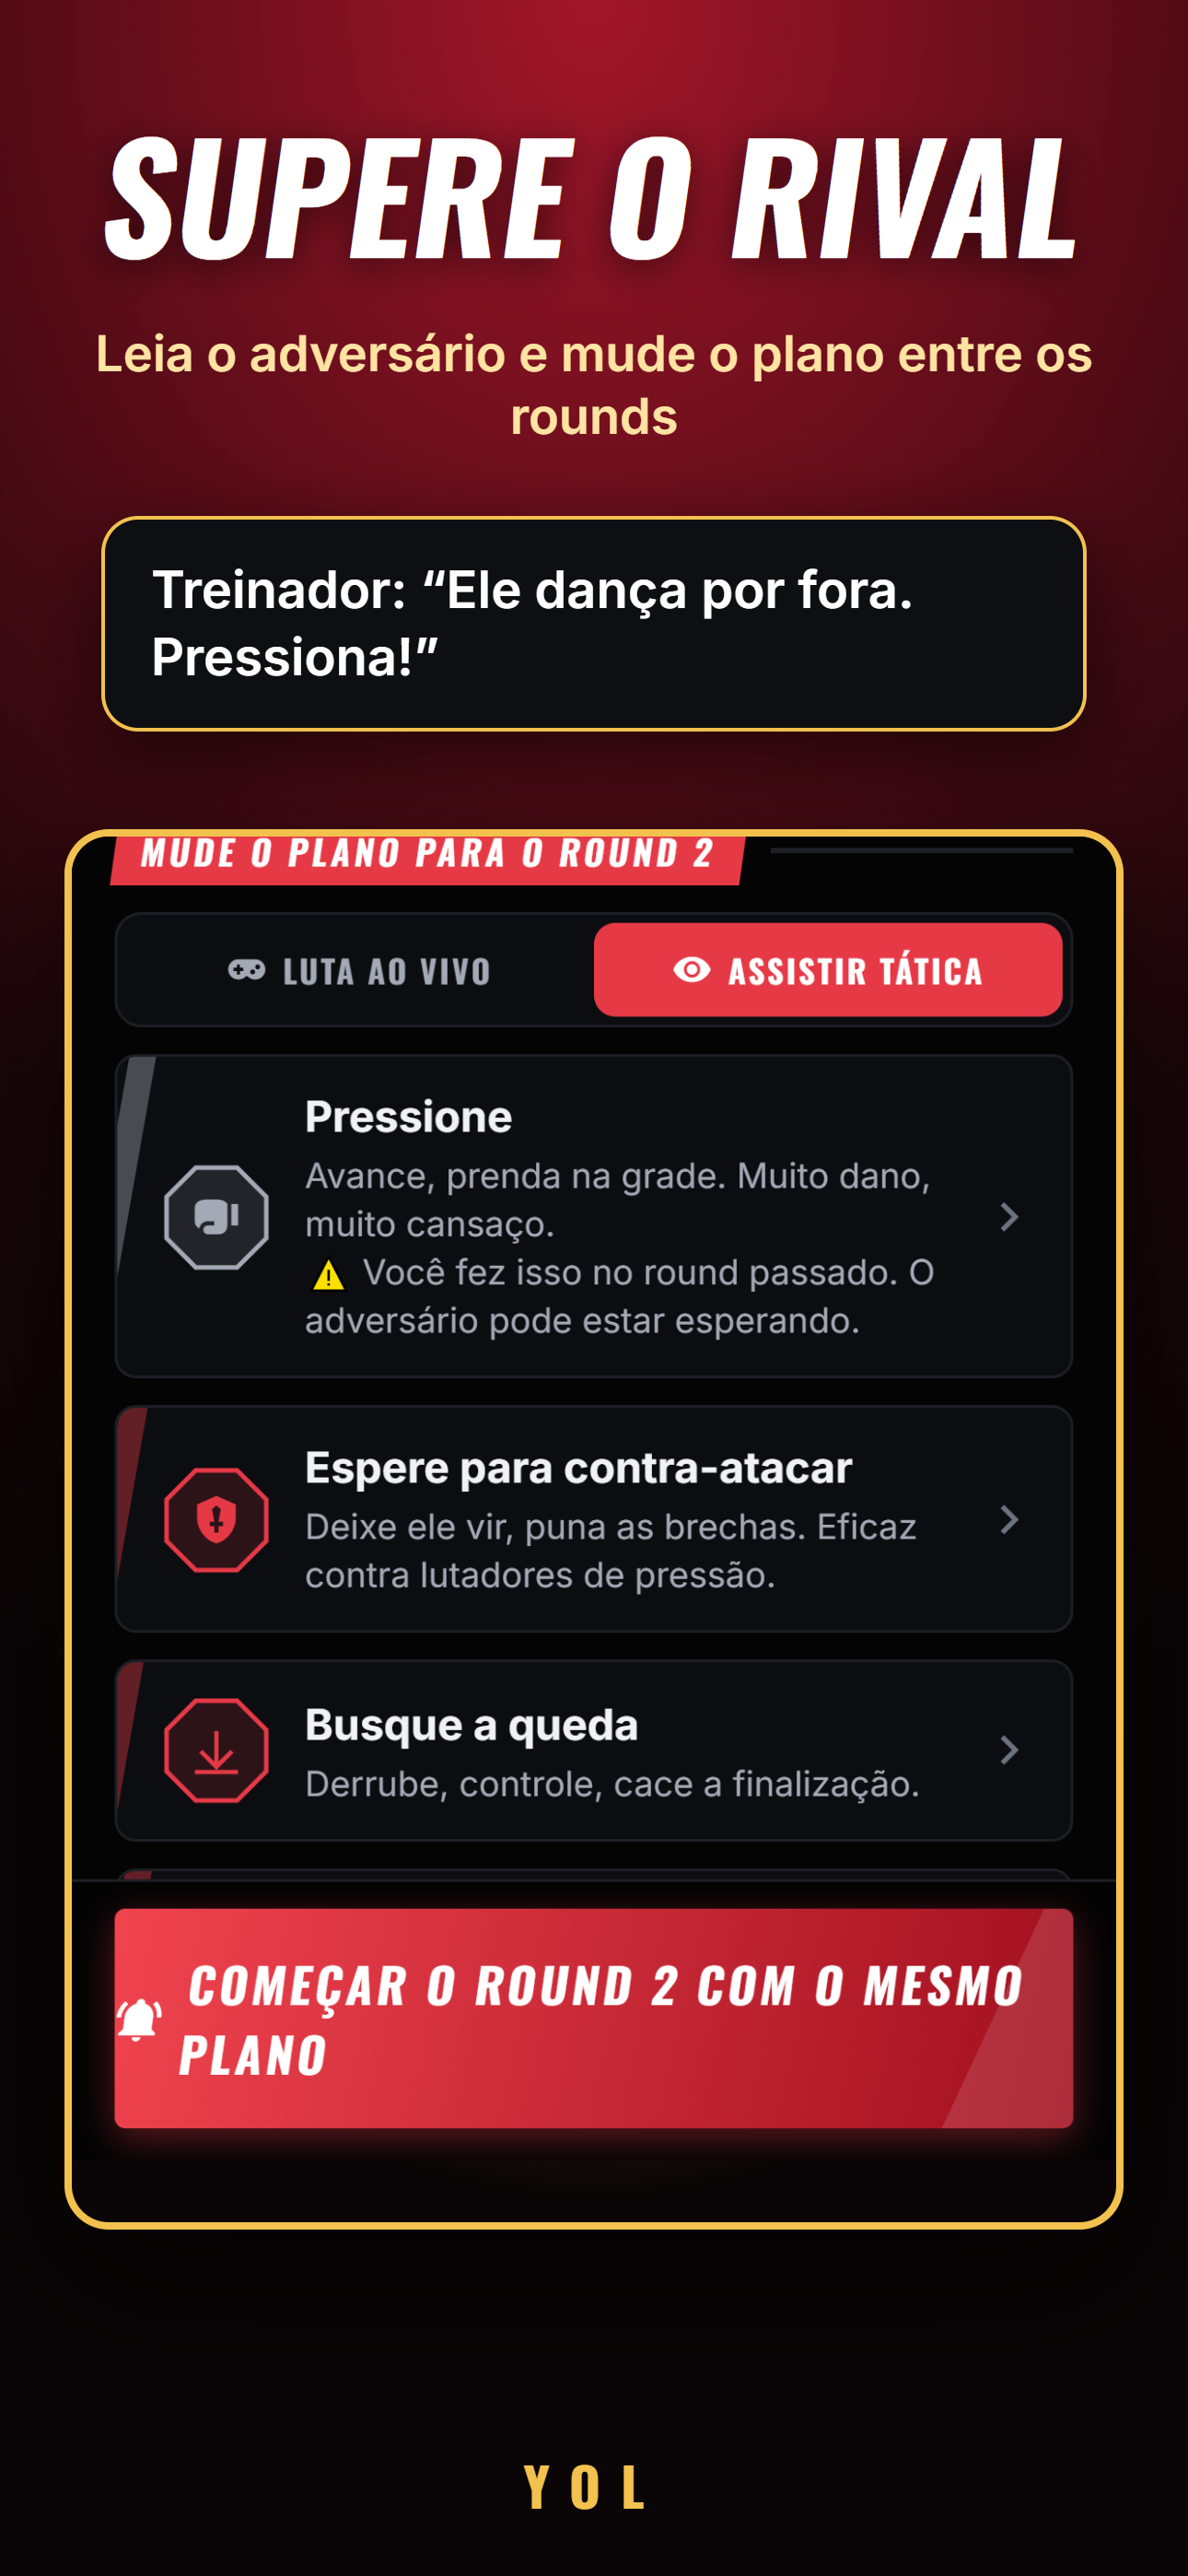 SUPERE O RIVAL
Leia o adversário e mude o plano entre os
rounds
Treinador: “Ele dança por fora.
Pressiona!”
MUDE O PLANO PARA O ROUND 2
LUTA AO VIVO
ASSISTIR TÁTICA
Pressione
Avance, prenda na grade. Muito dano,
muito cansaço.
⚠️ Você fez isso no round passado. O
adversário pode estar esperando.
Espere para contra-atacar
Deixe ele vir, puna as brechas. Eficaz
contra lutadores de pressão.
Busque a queda
Derrube, controle, cace a finalização.
COMEÇAR O ROUND 2 COM O MESMO
PLANO
YOL